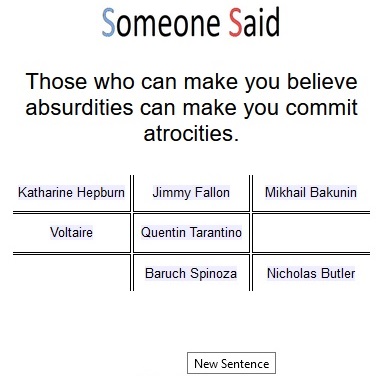 Someone Said
Those who can make you believe
absurdities can make you commit
atrocities.
Katharine Hepburn Jimmy Fallon Mikhail Bakunin
Voltaire Quentin Tarantino
Baruch Spinoza Nicholas Butler
New Sentence